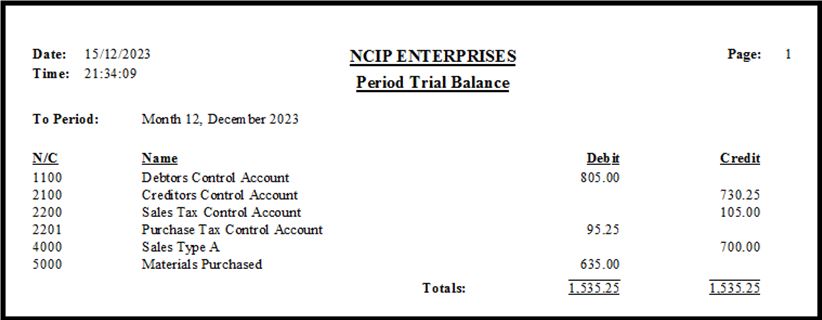 Date: 15/12/2023 NCIP ENTERPRISES Page: 1
Time: 21:34:09 Period Trial Balance
To Period: Month 12, December 2023
N/C Name Debit Credit
1100 Debtors Control Account 805.00
2100 Creditors Control Account 730.25
2200 Sales Tax Control Account 105.00
2201 Purchase Tax Control Account 95.25
4000 Sales Type A 700.00
5000 Materials Purchased 635.00
Totals: 1,535.25 1,535.25